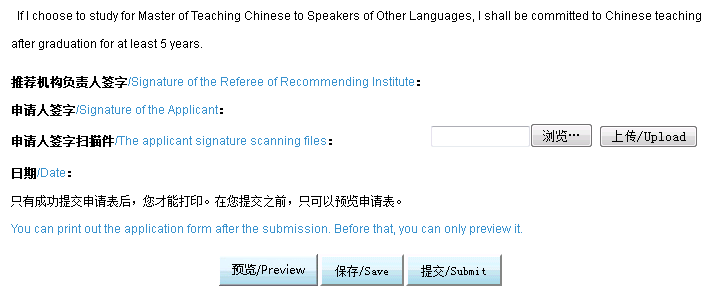 If I choose to study for Master of Teaching Chinese to Speakers of Other Languages, I shall be committed to Chinese teaching
after graduation for at least 5 years.
推荐机构负责人签字/Signature of the Referee of Recommending Institute：
申请人签字/Signature of the Applicant：
申请人签字扫描件/The applicant signature scanning files： 浏览… 上传/Upload
日期/Date：
只有成功提交申请表后，您才能打印。在您提交之前，只可以预览申请表。
You can print out the application form after the submission. Before that, you can only preview it.
预览/Preview 保存/Save 提交/Submit